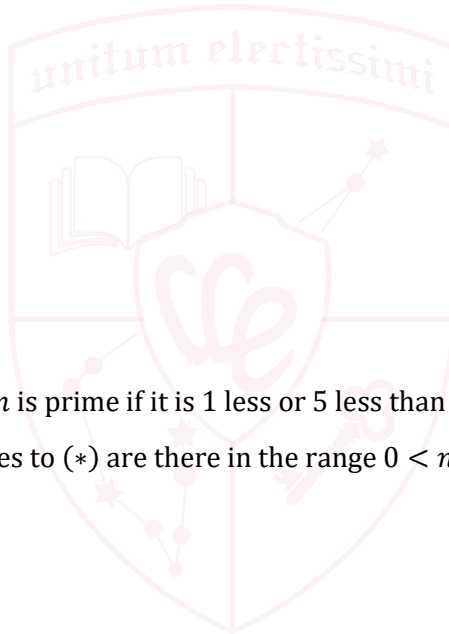 unitum electissimi
n is prime if it is 1 less or 5 less than
es to (∗) are there in the range 0 < n